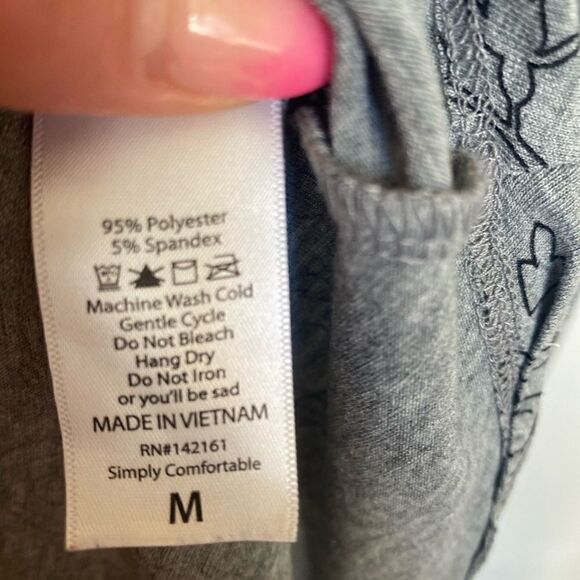 95% Polyester
5% Spandex
Machine Wash Cold
Gentle Cycle
Do Not Bleach
Hang Dry
Do Not Iron
or you'll be sad
MADE IN VIETNAM
RN#142161
Simply Comfortable
M